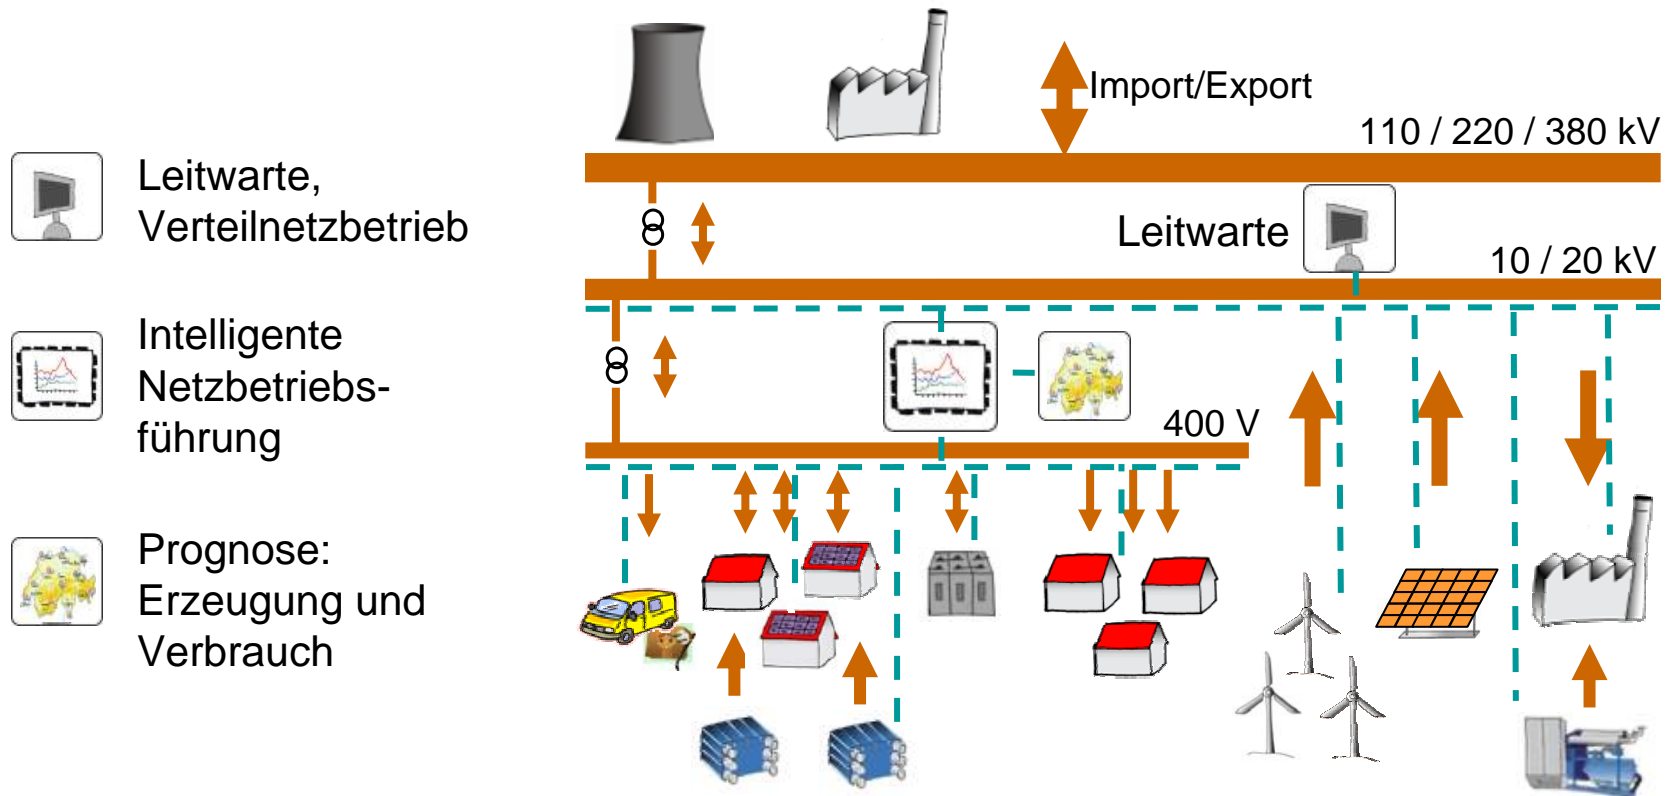 Import/Export
110 / 220 / 380 kV
Leitwarte,
Verteilnetzbetrieb
Leitwarte
10 / 20 kV
Intelligente
Netzbetriebs-
führung
400 V
Prognose:
Erzeugung und
Verbrauch